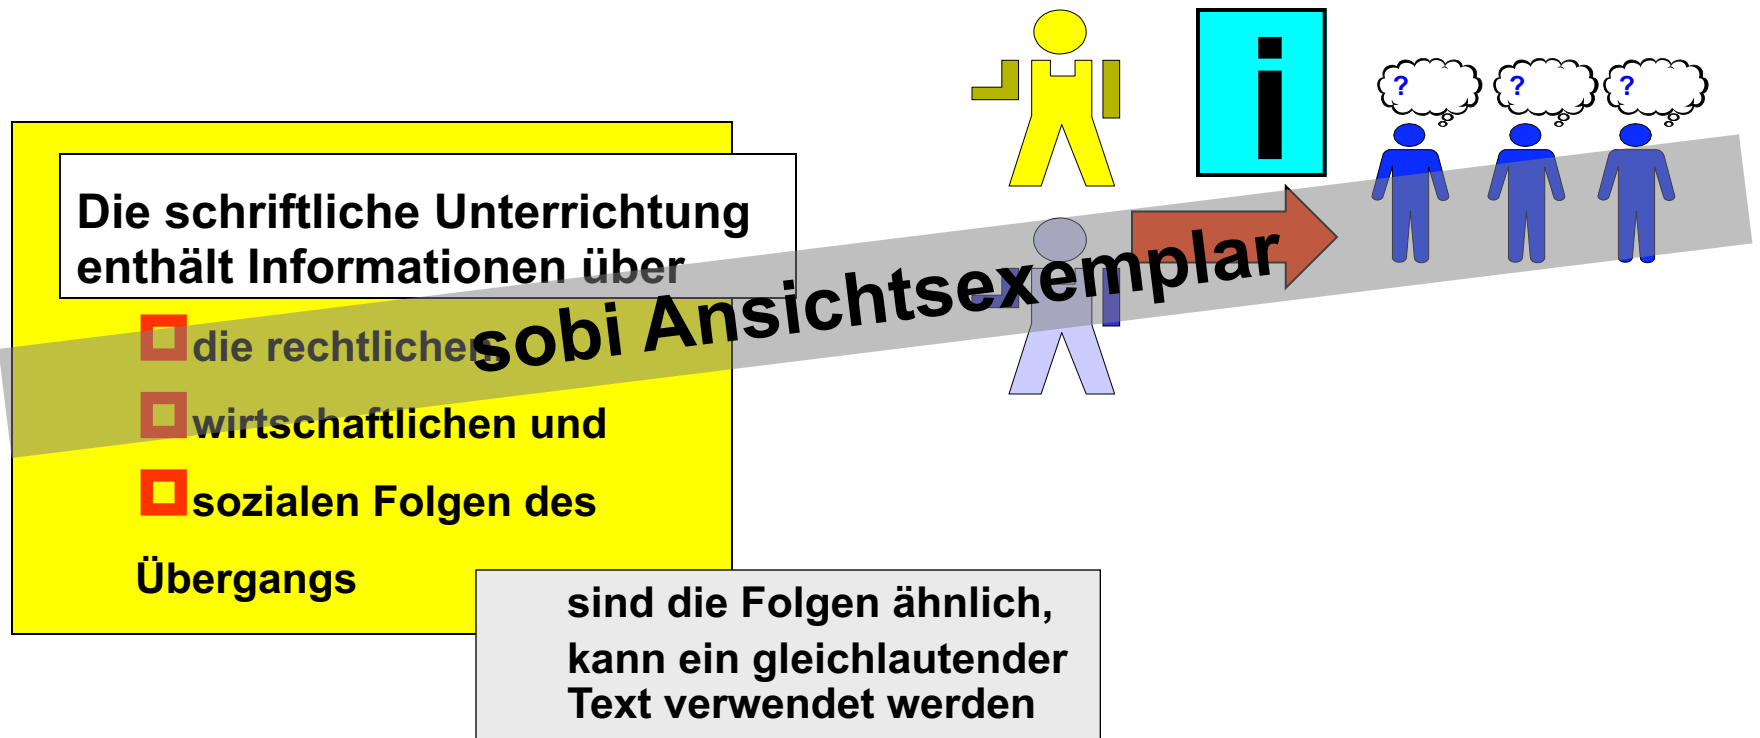 i
?
?
?
Die schriftliche Unterrichtung
enthält Informationen über
die rechtlichen,
wirtschaftlichen und
sozialen Folgen des
Übergangs
sobi Ansichtsexemplar
sind die Folgen ähnlich,
kann ein gleichlautender
Text verwendet werden